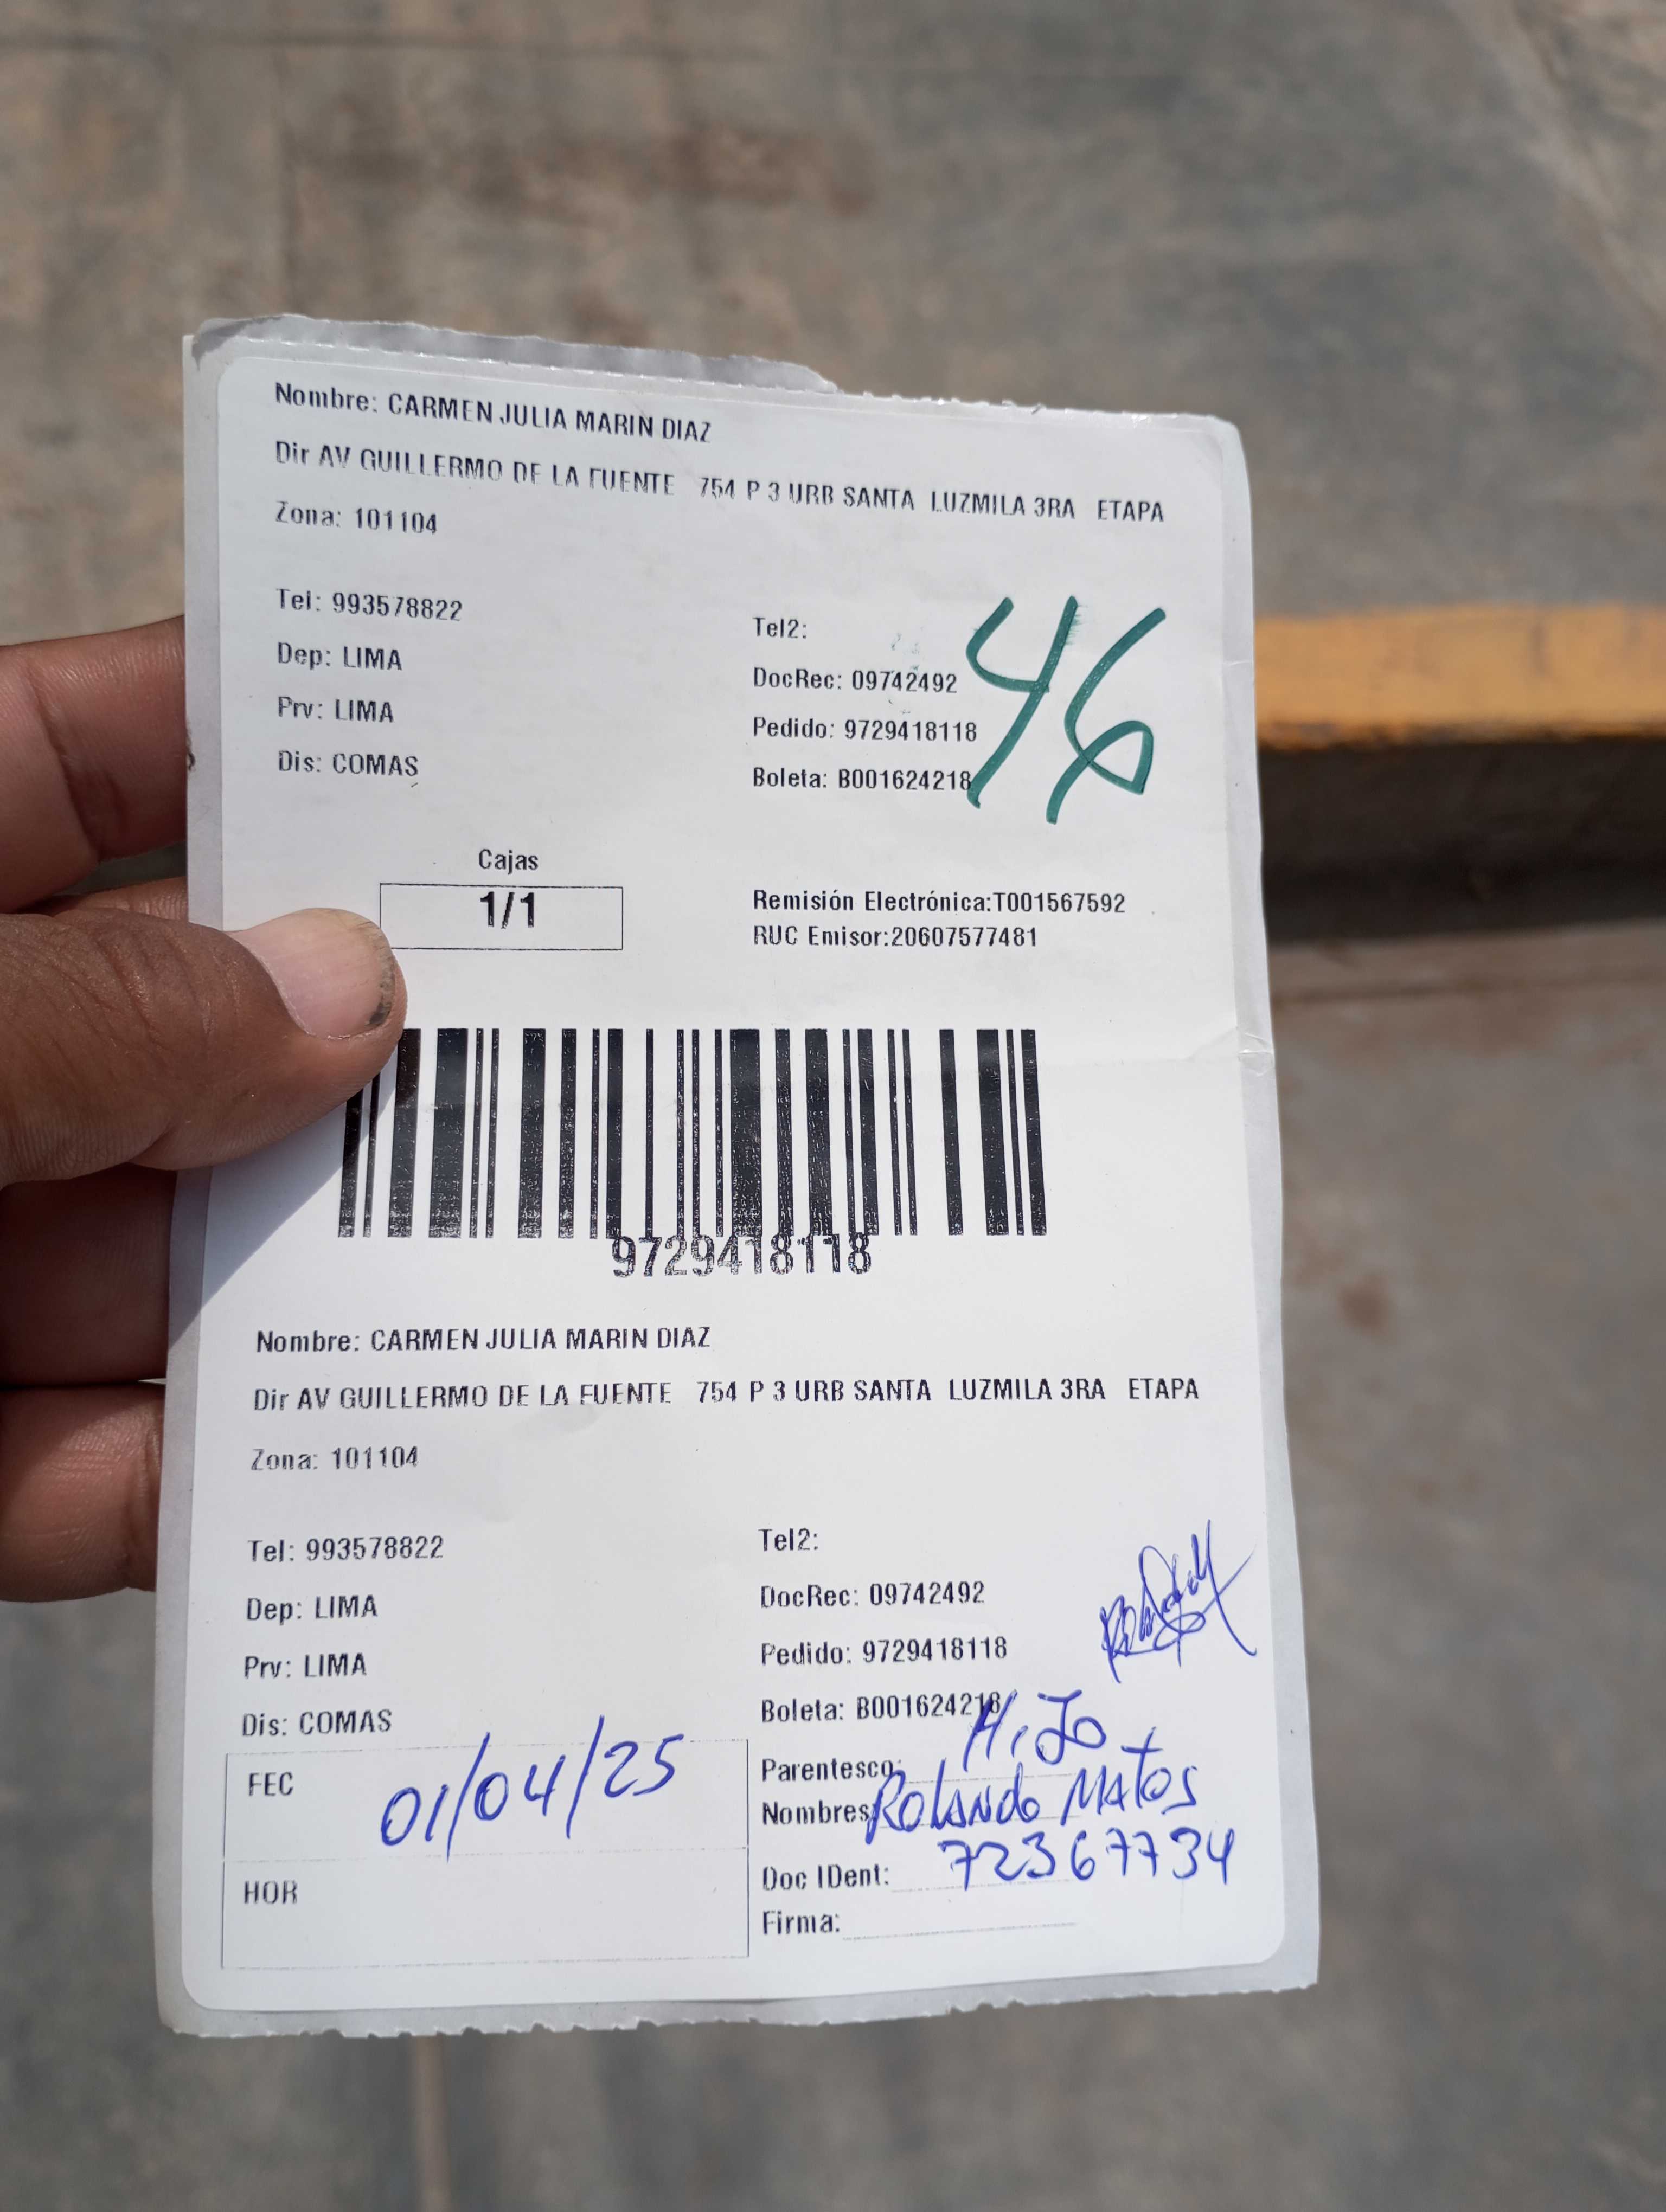 Nombre: CARMEN JULIA MARIN DIAZ
Dir AV GUILLERMO DE LA FUENTE 754 P 3 URB SANTA LUZMILA 3RA ETAPA
Zona: 101104
Tel: 993578822
Tel2:
46
Dep: LIMA
DocRec: 09742492
Prv: LIMA
Pedido: 9729418118
Dis: COMAS
Boleta: B001624218
Cajas
1/1
Remisión Electrónica:T001567592
RUC Emisor:20607577481
9729418118
Nombre: CARMEN JULIA MARIN DIAZ
Dir AV GUILLERMO DE LA FUENTE 754 P 3 URB SANTA LUZMILA 3RA ETAPA
Zona: 101104
Tel: 993578822
Tel2:
Dep: LIMA
DocRec: 09742492
Prv: LIMA
Pedido: 9729418118
Dis: COMAS
Boleta: B001624218
FEC 01/04/25
HOR
Parentesco: HiJo
Nombres: Rolando Matos
Doc IDent: 72367734
Firma: